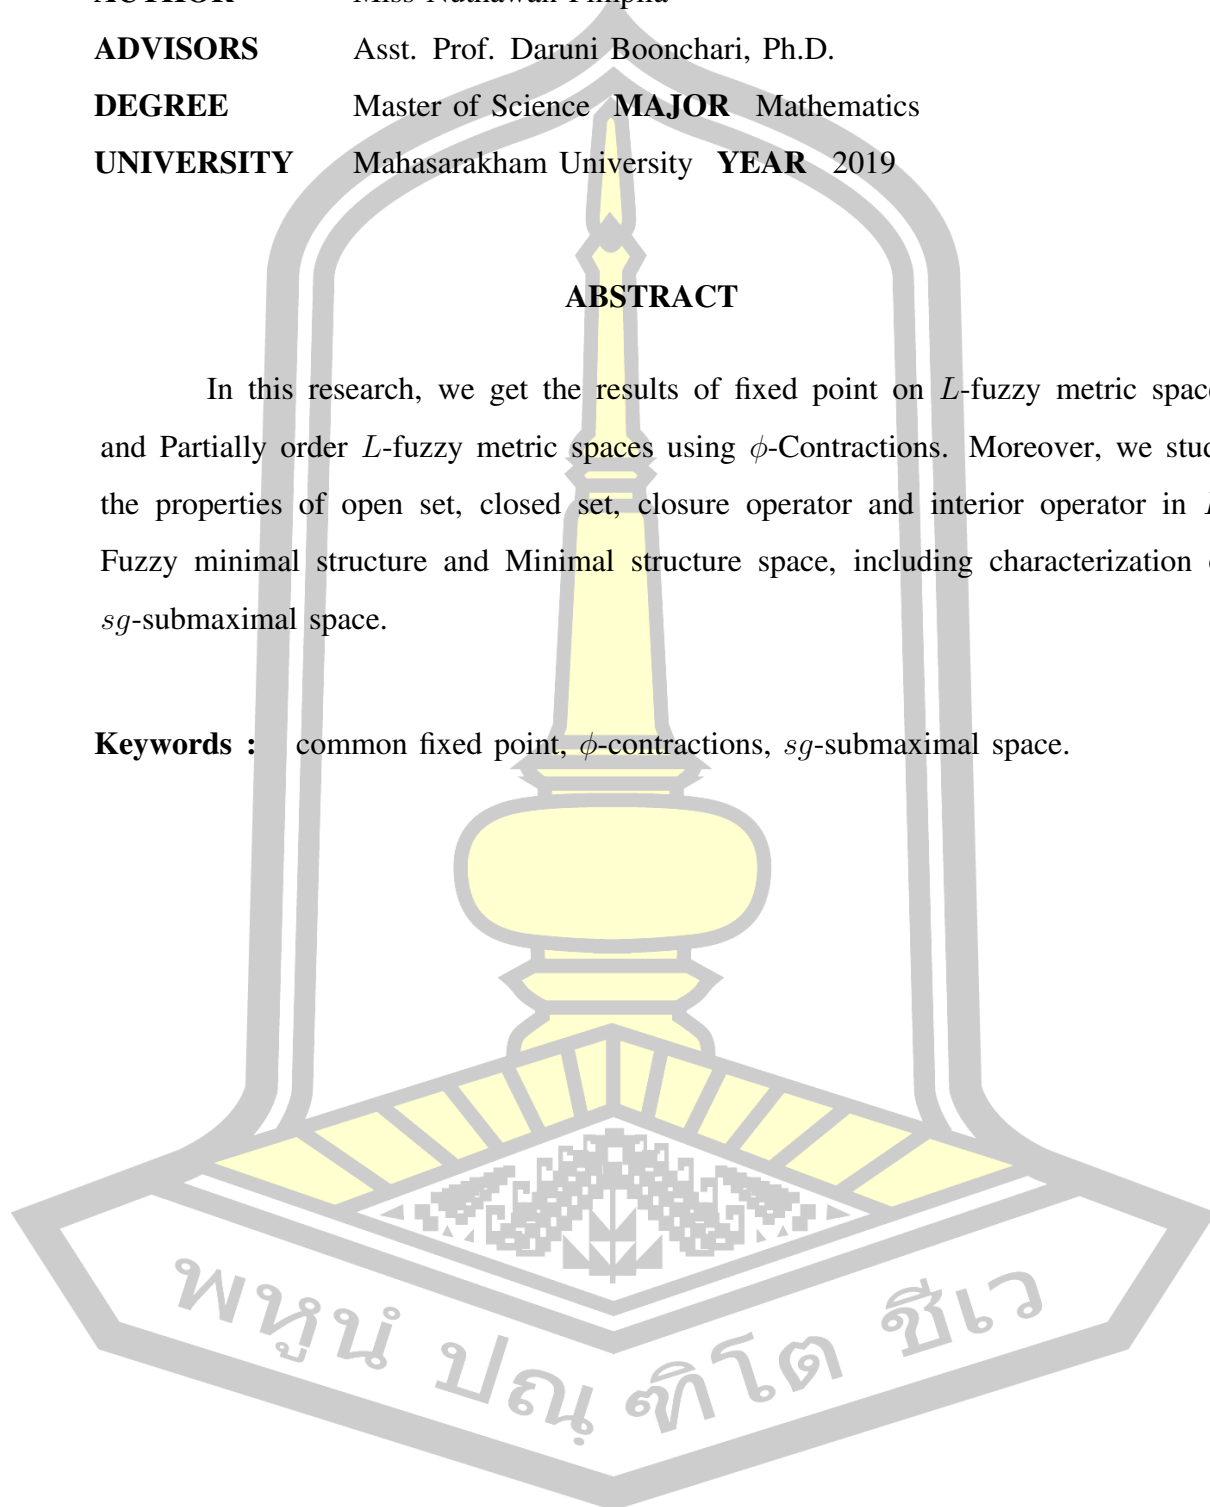 ADVISORS Asst. Prof. Daruni Boonchari, Ph.D.
DEGREE Master of Science MAJOR Mathematics
UNIVERSITY Mahasarakham University YEAR 2019
ABSTRACT
In this research, we get the results of fixed point on L-fuzzy metric space
and Partially order L-fuzzy metric spaces using ϕ-Contractions. Moreover, we stud
the properties of open set, closed set, closure operator and interior operator in
Fuzzy minimal structure and Minimal structure space, including characterization
sg-submaximal space.
Keywords : common fixed point, ϕ-contractions, sg-submaximal space.
พหูนํ ปณฺฑิโต ชีเว